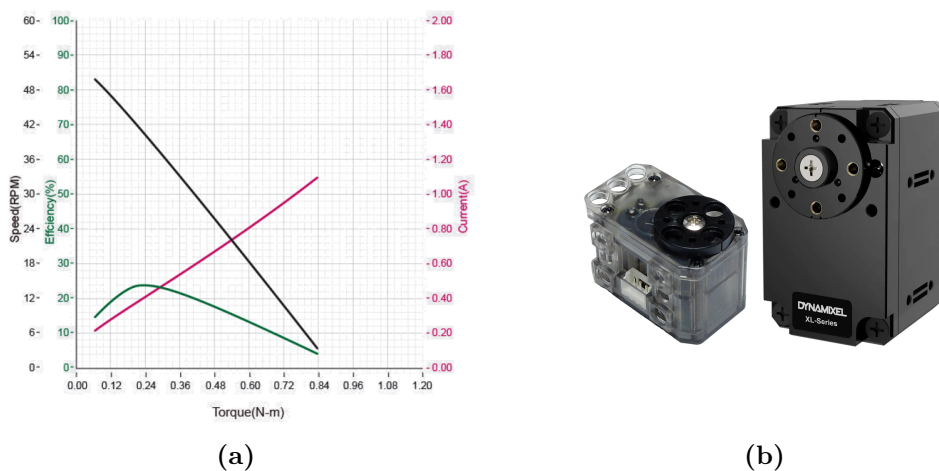 60- 100- - 2.00
54- 90- - 1.80
48- 80- - 1.60
42- 70- - 1.40
36- 60- - 1.20
30- 50- - 1.00
24- 40- - 0.80
18- 30- - 0.60
12- 20- - 0.40
6- 10- - 0.20
0- 0- - 0.00
Speed(RPM)
Effciency(%)
Current(A)
0.00 0.12 0.24 0.36 0.48 0.60 0.72 0.84 0.96 1.08 1.20
Torque(N-m)
(a)
DYNAMIXEL
XL-Series
(b)